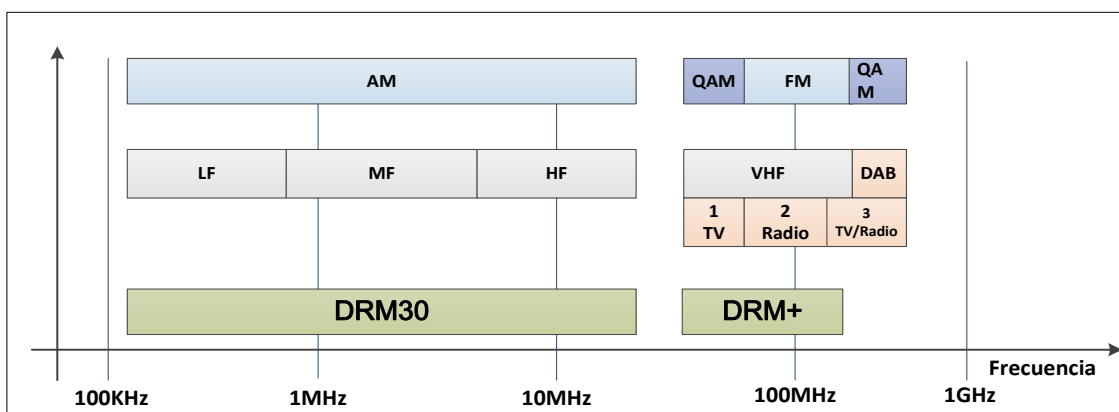 AM
QAM
FM
QA
M
LF
MF
HF
VHF
DAB
1
TV
2
Radio
3
TV/Radio
DRM30
DRM+
Frecuencia
100KHz
1MHz
10MHz
100MHz
1GHz